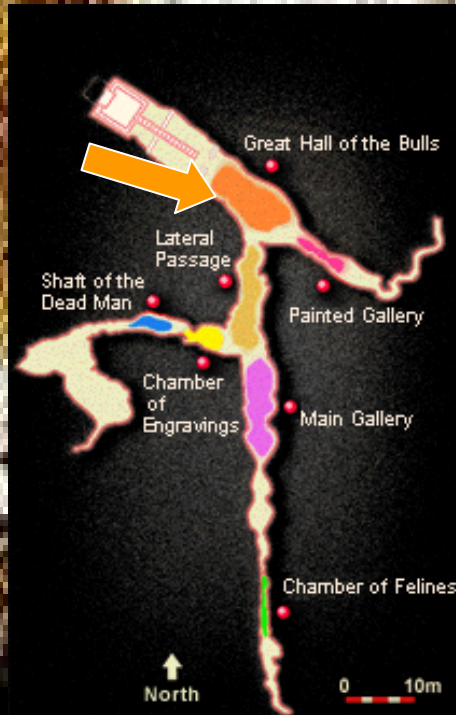 Great Hall of the Bulls
Lateral
Passage
Shaft of the
Dead Man
Painted Gallery
Chamber
of
Engravings
Main Gallery
Chamber of Felines
North
0 10m